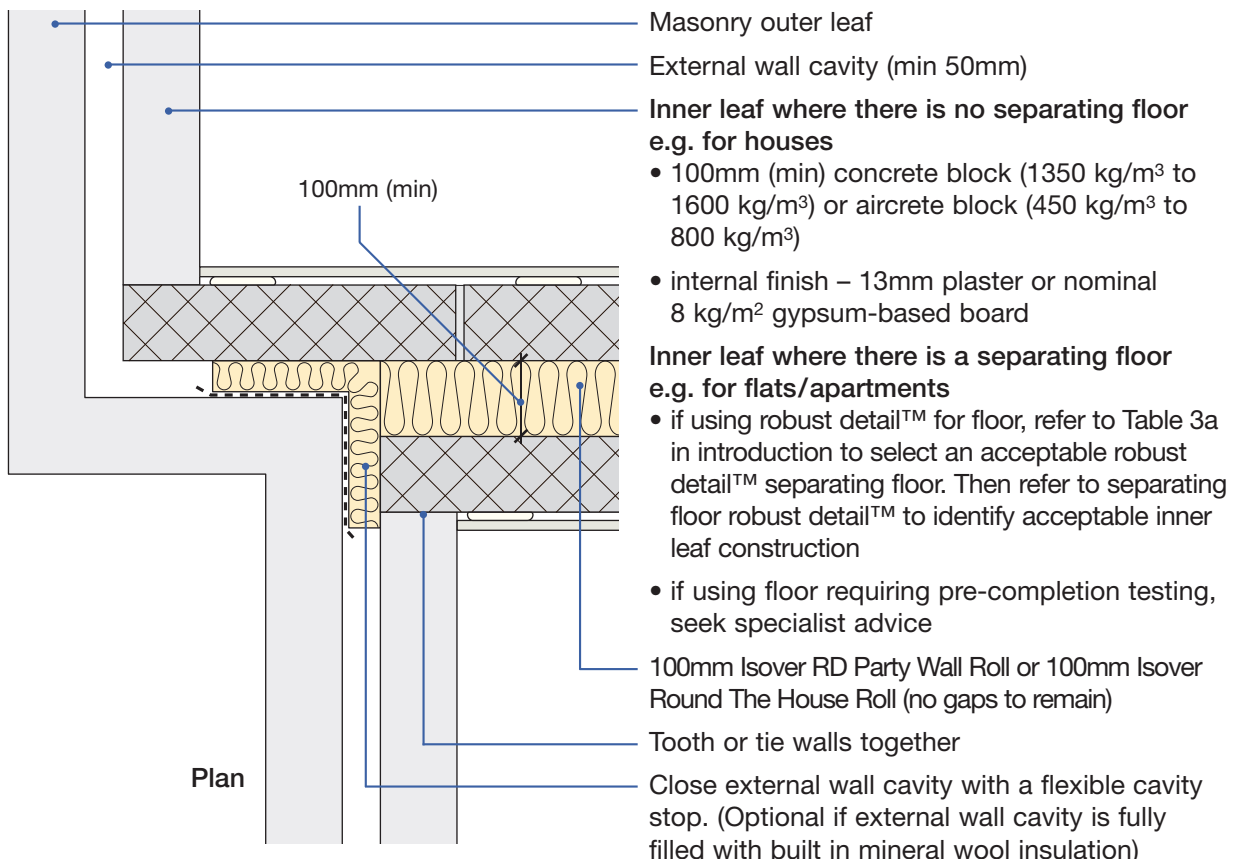 Masonry outer leaf
External wall cavity (min 50mm)
Inner leaf where there is no separating floor
e.g. for houses
• 100mm (min) concrete block (1350 kg/m³ to
1600 kg/m³) or aircrete block (450 kg/m³ to
800 kg/m³)
• internal finish – 13mm plaster or nominal
8 kg/m² gypsum-based board
Inner leaf where there is a separating floor
e.g. for flats/apartments
• if using robust detail™ for floor, refer to Table 3a
in introduction to select an acceptable robust
detail™ separating floor. Then refer to separating
floor robust detail™ to identify acceptable inner
leaf construction
• if using floor requiring pre-completion testing,
seek specialist advice
100mm Isover RD Party Wall Roll or 100mm Isover
Round The House Roll (no gaps to remain)
Tooth or tie walls together
Close external wall cavity with a flexible cavity
stop. (Optional if external wall cavity is fully
filled with built in mineral wool insulation)
100mm (min)
Plan